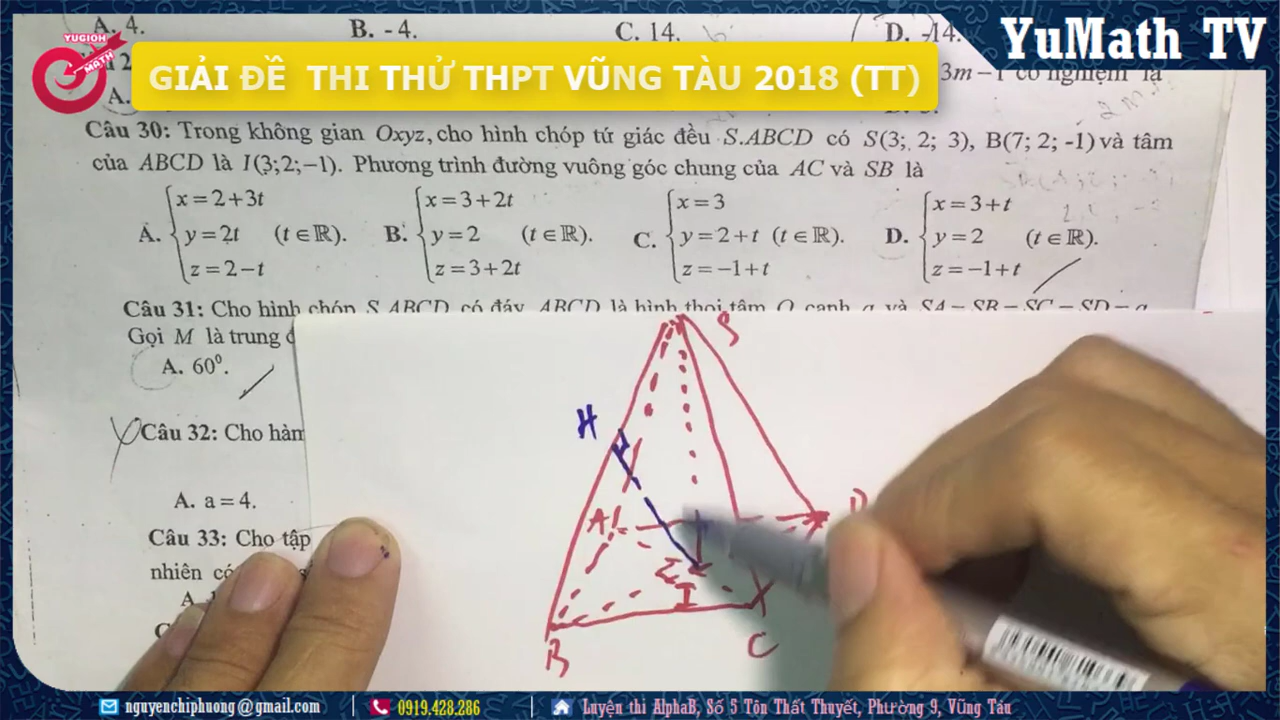 A. 4. B. - 4. C. 14. D. -14.
YuMath TV
YUGIOH
MATH
GIẢI ĐỀ THI THỬ THPT VŨNG TÀU 2018 (TT)
3m − 1 có nghiệm là
A.
Câu 30: Trong không gian Oxyz, cho hình chóp tứ giác đều S.ABCD có S(3; 2; 3), B(7; 2; -1) và tâm
của ABCD là I(3;2;−1). Phương trình đường vuông góc chung của AC và SB là
A. { x = 2+3t y = 2t z = 2−t (t∈ℝ). B. { x = 3+2t y = 2 z = 3+2t (t∈ℝ). C. { x = 3 y = 2+t z = −1+t (t∈ℝ). D. { x = 3+t y = 2 z = −1+t (t∈ℝ).
Câu 31: Cho hình chóp S.ABCD có đáy ABCD là hình thoi tâm O cạnh a và SA = SB = SC = SD = a
Gọi M là trung
A. 60⁰.
Câu 32: Cho hàm
A. a = 4.
Câu 33: Cho tập
nhiên có
S
H
A
D
I
B
C
nguyenchiphuong@gmail.com | 0919.428.286 | Luyện thi AlphaB, Số 5 Tôn Thất Thuyết, Phường 9, Vũng Tàu